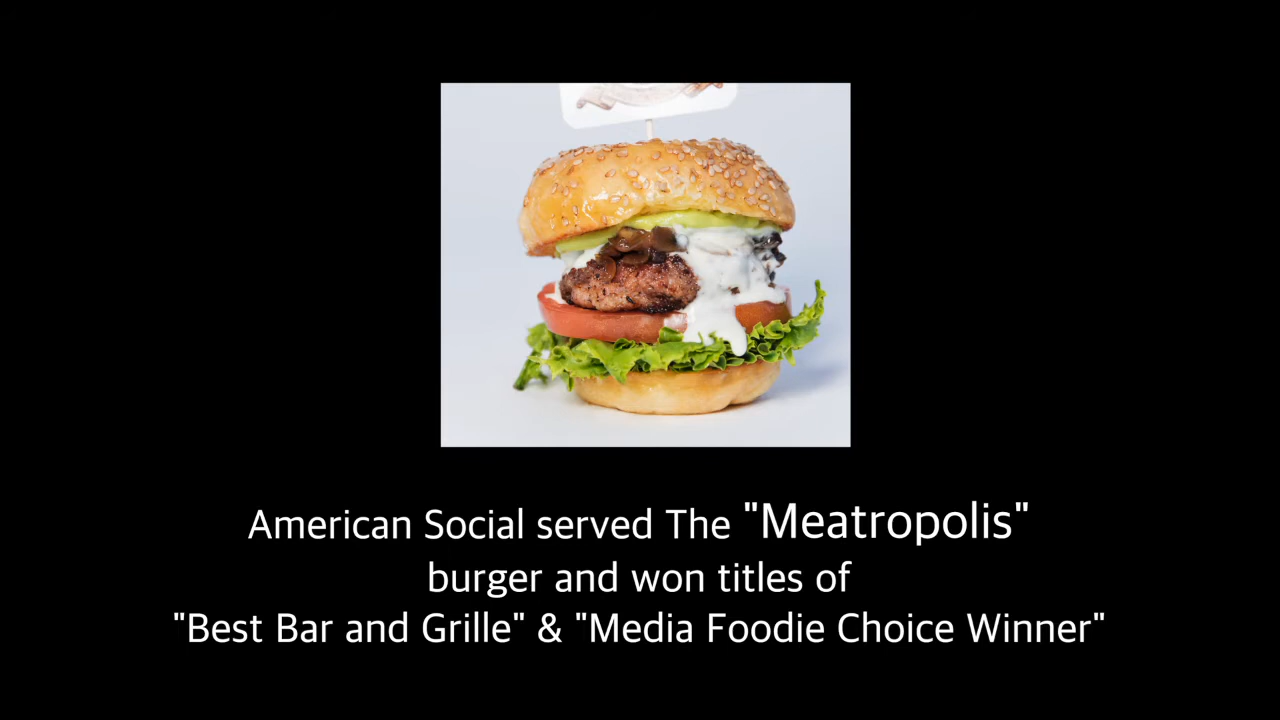 American Social served The "Meatropolis"
burger and won titles of
"Best Bar and Grille" & "Media Foodie Choice Winner"